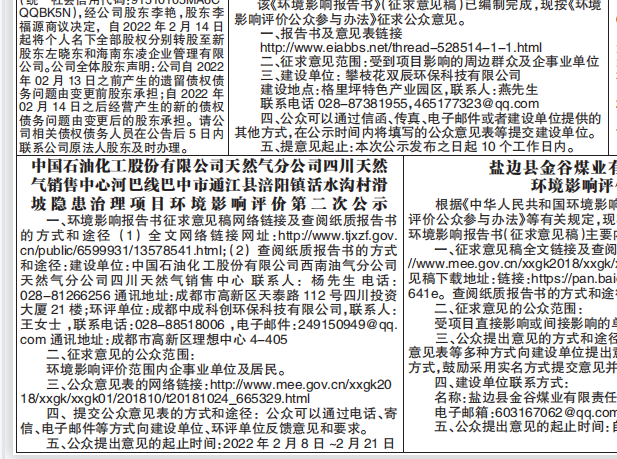 (统一社会信用代码:91510105MA6C
QQBK5N),经公司股东李艳,股东李
福源商议决定,自2022年2月14日
起将个人名下全部股权分别转股至新
股东左晓东和海南东凌企业管理有限
公司。公司全体股东声明:公司自2022
年02月13日之前产生的遗留债权债
务问题由变更前股东承担;自2022年
02月14日之后经营产生的新的债权
债务问题由变更后的股东承担。请公
司相关债权债务人员在公告后5日内
联系公司原法人股东及时办理。
该《环境影响报告书》(征求意见稿)已编制完成,现按《环境
影响评价公众参与办法》征求公众意见。
一、报告书及意见表链接
http://www.eiabbs.net/thread-528514-1-1.html
二、征求意见范围:受到项目影响的周边群众及企事业单位
三、建设单位:攀枝花双辰环保科技有限公司
建设地点:格里坪特色产业园区,联系人:燕先生
联系电话028-87381955,465177323@qq.com
四、公众可以通过信函、传真、电子邮件或者建设单位提供的
其他方式,在公示时间内将填写的公众意见表等提交建设单位。
五、提意见起止:本次公示发布之日起10个工作日内。
中国石油化工股份有限公司天然气分公司四川天然
气销售中心河巴线巴中市通江县涪阳镇活水沟村滑
坡隐患治理项目环境影响评价第二次公示
一、环境影响报告书征求意见稿网络链接及查阅纸质报告书
的方式和途径(1)全文网络链接网址:http://www.tjxzf.gov.
cn/public/6599931/13578541.html;(2)查阅纸质报告书的方式
和途径:建设单位:中国石油化工股份有限公司西南油气分公司
天然气分公司四川天然气销售中心 联系人:杨先生 电话:
028-81266256 通讯地址:成都市高新区天泰路112号四川投资
大厦21楼;环评单位:成都中成科创环保科技有限公司,联系人:
王女士,联系电话:028-88518006,电子邮件:249150949@qq.
com 通讯地址:成都市高新区理想中心4-405
二、征求意见的公众范围:
环境影响评价范围内企事业单位及居民。
三、公众意见表的网络链接:http://www.mee.gov.cn/xxgk20
18/xxgk/xxgk01/201810/t20181024_665329.html
四、提交公众意见表的方式和途径:公众可以通过电话、寄
信、电子邮件等方式向建设单位、环评单位反馈意见和要求。
五、公众提出意见的起止时间:2022年2月8日~2月21日
盐边县金谷煤业有
环境影响评
根据《中华人民共和国环境影响
评价公众参与办法》等有关规定,现
环境影响报告书(征求意见稿)主要
一、征求意见稿全文链接及查阅
//www.mee.gov.cn/xxgk2018/xxgk/
见稿下载地址:链接:https://pan.bai
641e。查阅纸质报告书的方式和途
二、征求意见的公众范围:
受项目直接影响或间接影响的单
三、公众提出意见的方式和途径
意见表等多种方式向建设单位提出意
方式,鼓励采用实名方式提交意见并
四、建设单位联系方式:
名称:盐边县金谷煤业有限责任
电子邮箱:603167062@qq.com
五、公众提出意见的起止时间:自